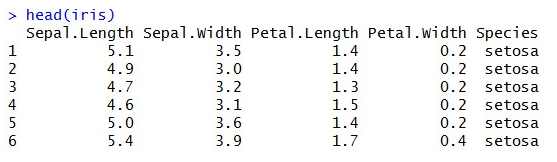 > head(iris)
  Sepal.Length Sepal.Width Petal.Length Petal.Width Species
1          5.1         3.5          1.4         0.2  setosa
2          4.9         3.0          1.4         0.2  setosa
3          4.7         3.2          1.3         0.2  setosa
4          4.6         3.1          1.5         0.2  setosa
5          5.0         3.6          1.4         0.2  setosa
6          5.4         3.9          1.7         0.4  setosa